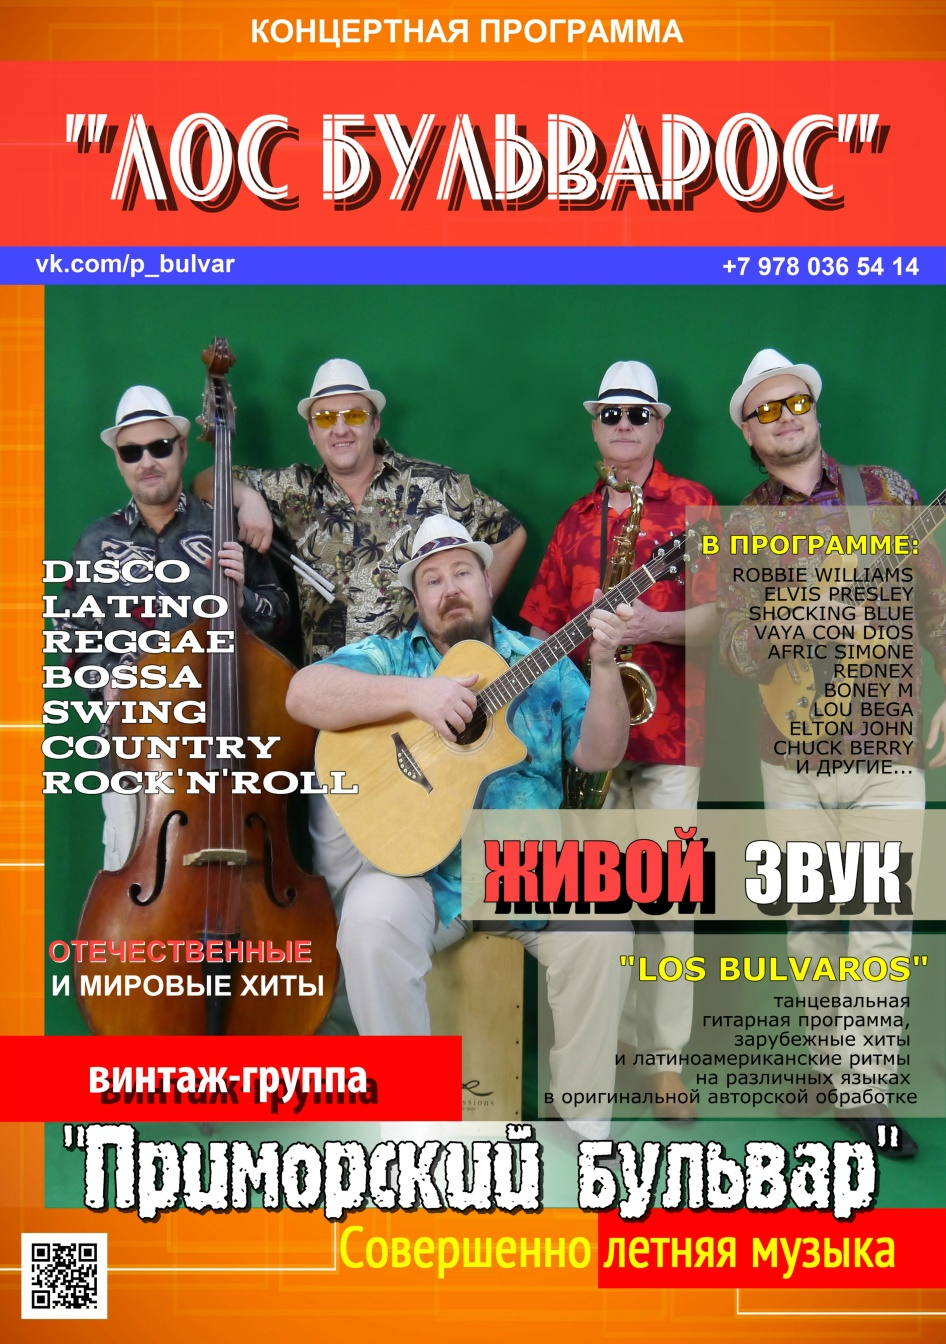 КОНЦЕРТНАЯ ПРОГРАММА
"ЛОС БУЛЬВАРОС"
vk.com/p_bulvar
+7 978 036 54 14
DISCO
LATINO
REGGAE
BOSSA
SWING
COUNTRY
ROCK'N'ROLL
В ПРОГРАММЕ:
ROBBIE WILLIAMS
ELVIS PRESLEY
SHOCKING BLUE
VAYA CON DIOS
AFRIC SIMONE
REDNEX
BONEY M
LOU BEGA
ELTON JOHN
CHUCK BERRY
И ДРУГИЕ...
ЖИВОЙ ЗВУК
ОТЕЧЕСТВЕННЫЕ
И МИРОВЫЕ ХИТЫ
"LOS BULVAROS"
танцевальная
гитарная программа,
зарубежные хиты
и латиноамериканские ритмы
на различных языках
в оригинальной авторской обработке
винтаж-группа
"Приморский бульвар"
Совершенно летняя музыка